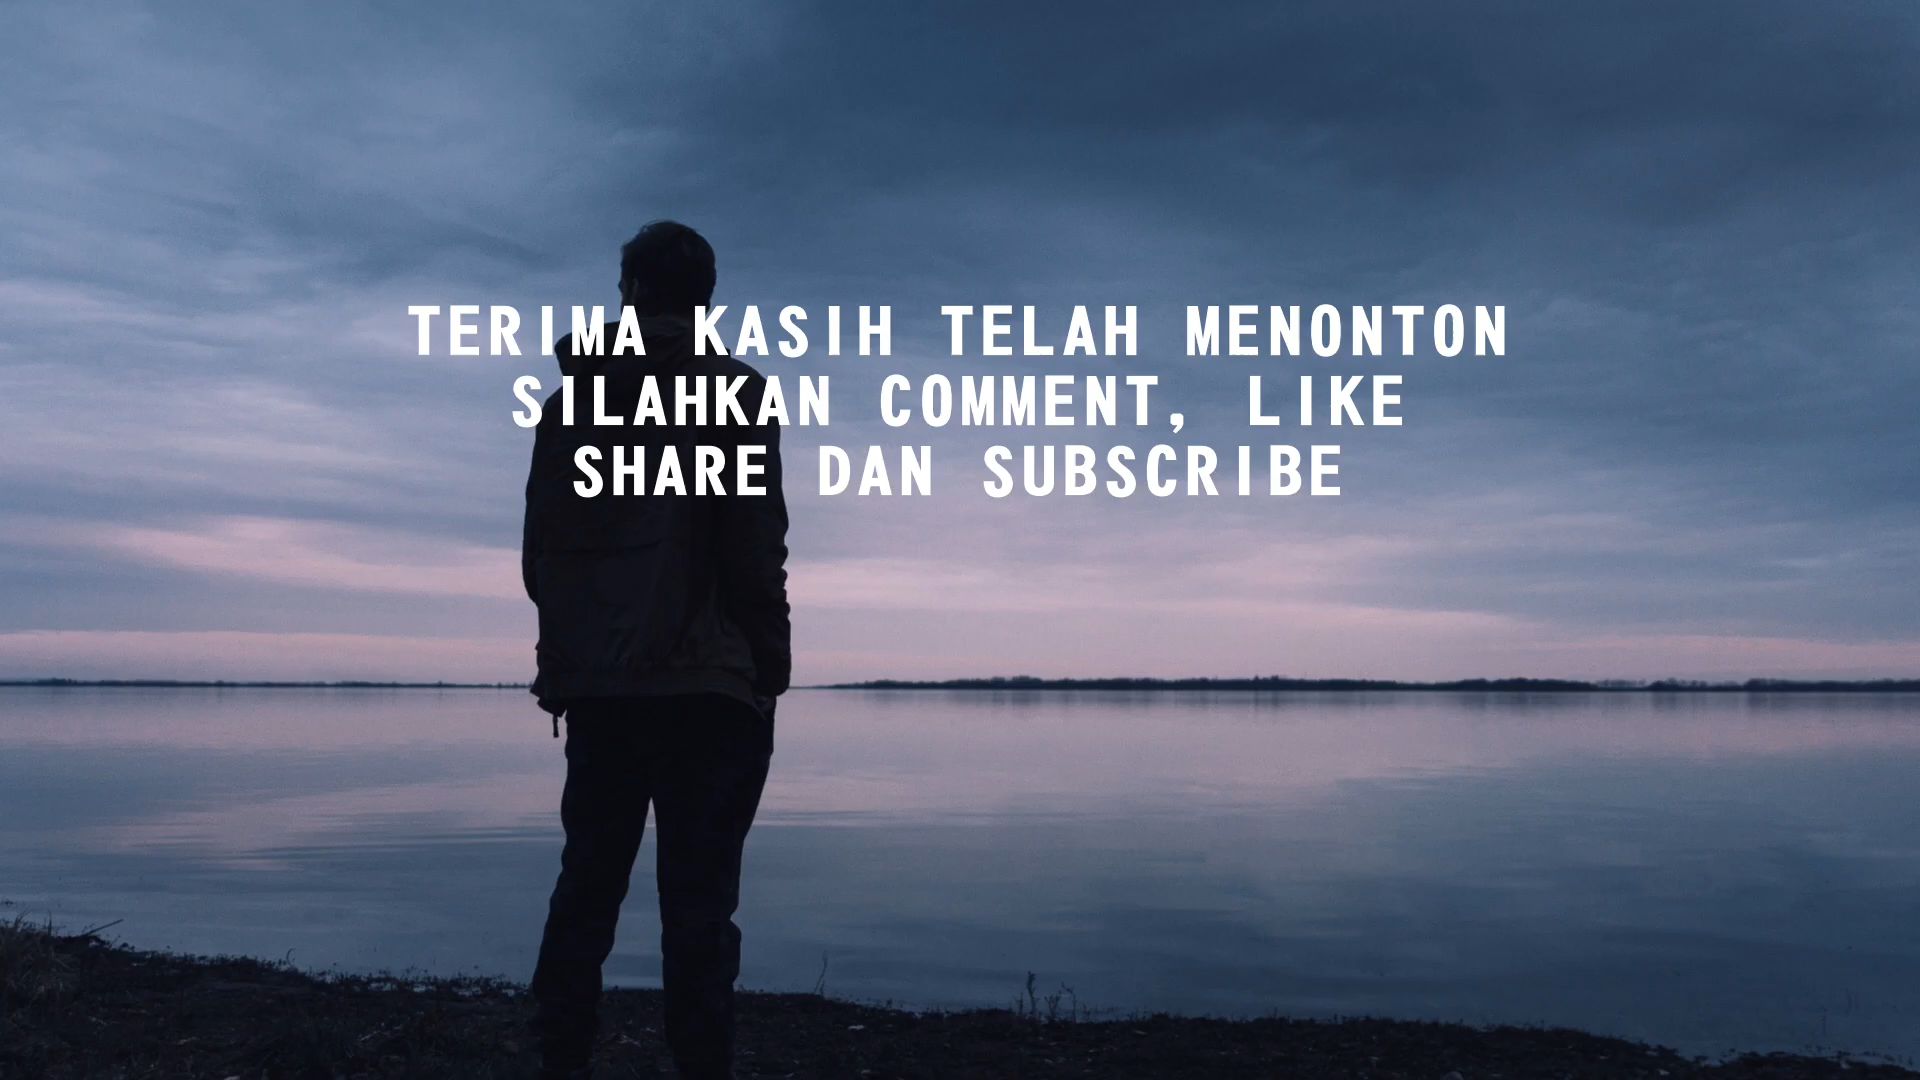 TERIMA KASIH TELAH MENONTON
SILAHKAN COMMENT, LIKE
SHARE DAN SUBSCRIBE